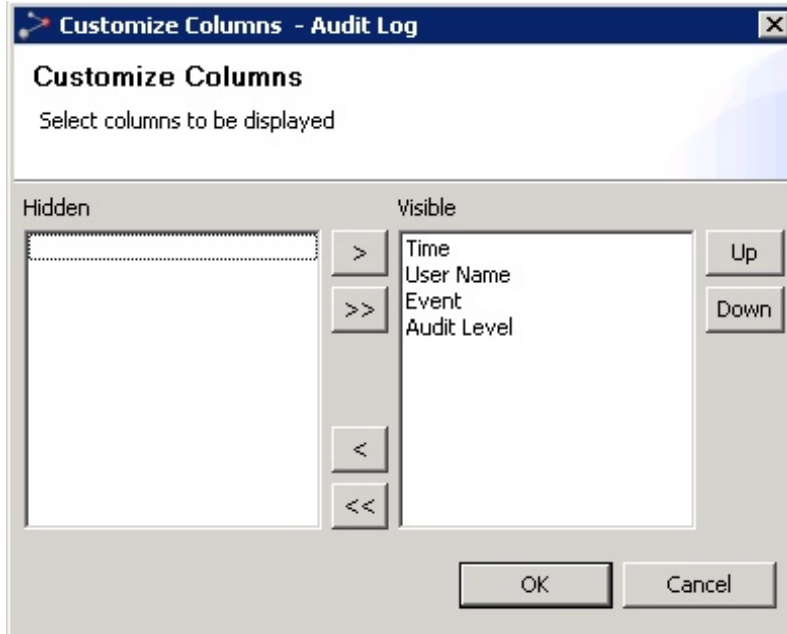 Customize Columns - Audit Log
Customize Columns
Select columns to be displayed
Hidden
Visible
>
>>
<
<<
Time
User Name
Event
Audit Level
Up
Down
OK
Cancel